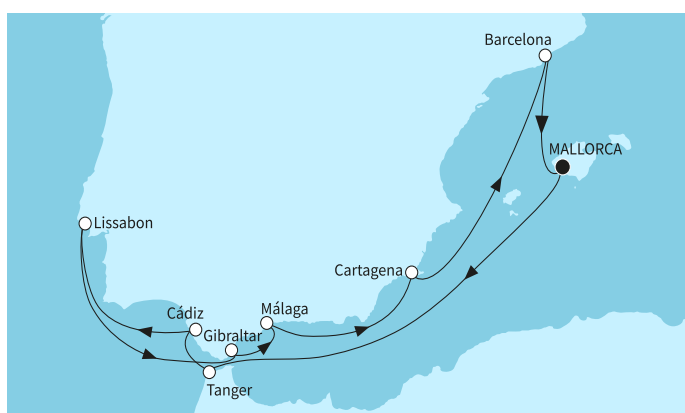 Barcelona
MALLORCA
Lissabon
Cartagena
Málaga
Cádiz
Gibraltar
Tanger